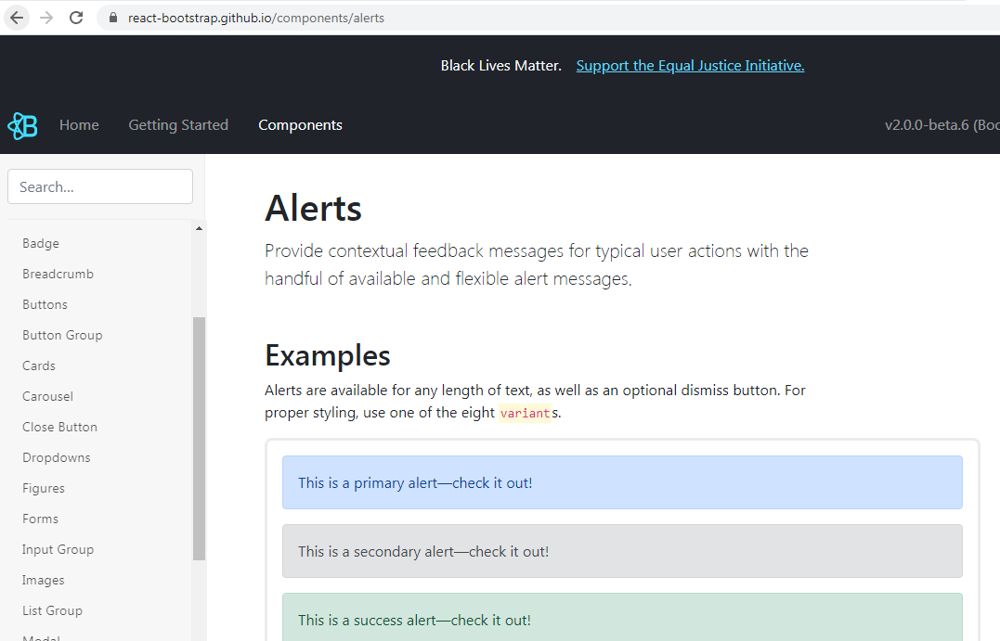 react-bootstrap.github.io/components/alerts
Black Lives Matter. Support the Equal Justice Initiative.
B Home Getting Started Components v2.0.0-beta.6 (Boo
Search...
Badge
Breadcrumb
Buttons
Button Group
Cards
Carousel
Close Button
Dropdowns
Figures
Forms
Input Group
Images
List Group
Modal
Alerts
Provide contextual feedback messages for typical user actions with the
handful of available and flexible alert messages.
Examples
Alerts are available for any length of text, as well as an optional dismiss button. For
proper styling, use one of the eight variants.
This is a primary alert—check it out!
This is a secondary alert—check it out!
This is a success alert—check it out!